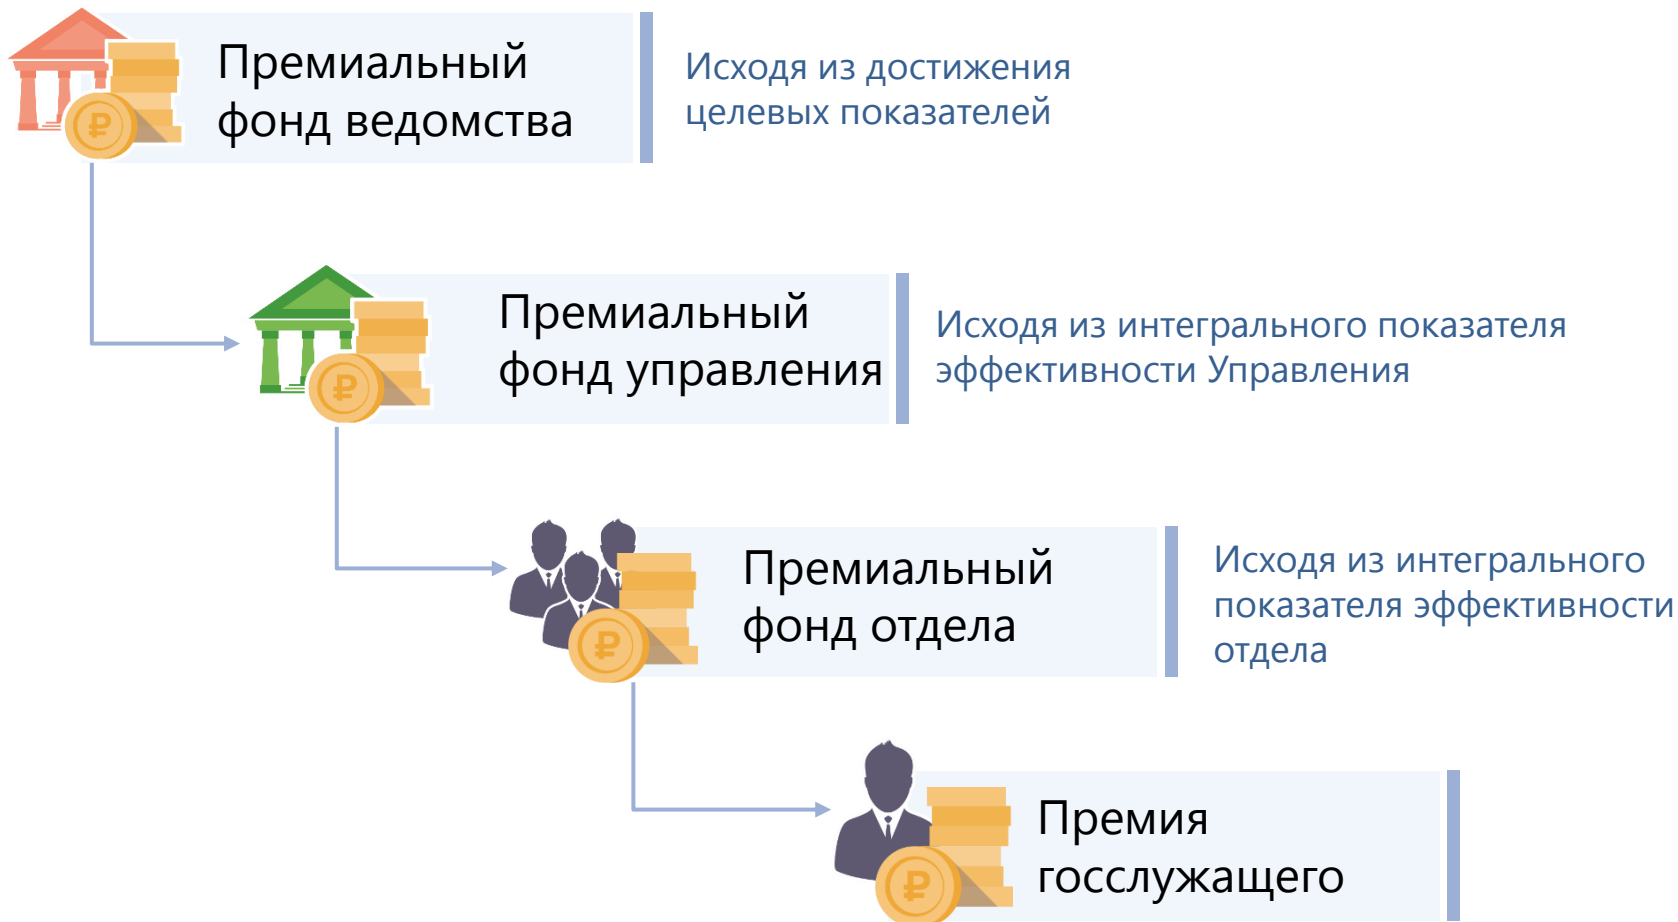 Премиальный
фонд ведомства
Исходя из достижения
целевых показателей
Премиальный
фонд управления
Исходя из интегрального показателя
эффективности Управления
Премиальный
фонд отдела
Исходя из интегрального
показателя эффективности
отдела
Премия
госслужащего